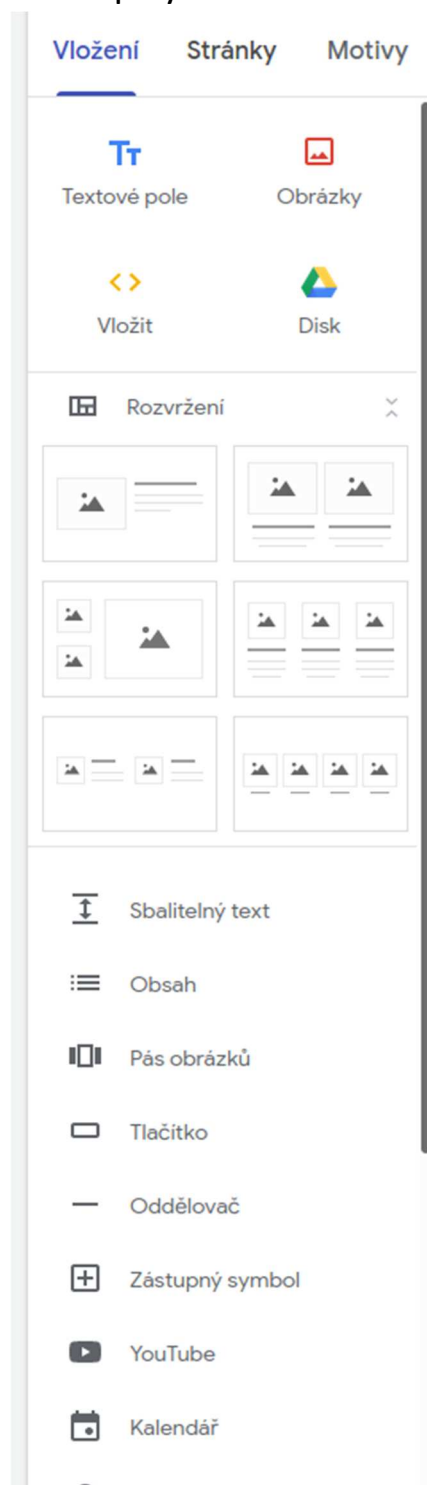 Vložení Stránky Motivy
Tт
Textové pole Obrázky
Vložit Disk
Rozvržení
Sbalitelný text
Obsah
Pás obrázků
Tlačítko
Oddělovač
Zástupný symbol
YouTube
Kalendář